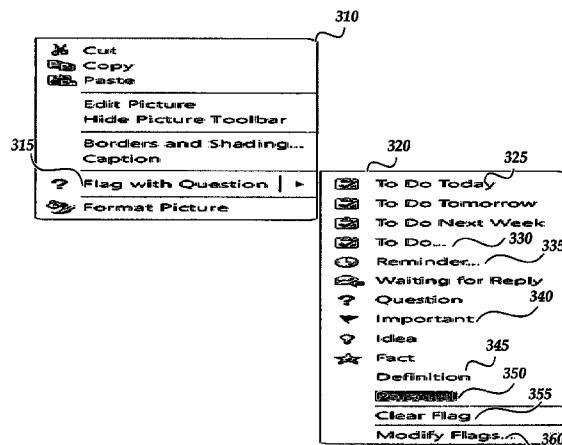 310
Cut
Copy
Paste
Edit Picture
Hide Picture Toolbar
Borders and Shading...
Caption
315
Flag with Question
Format Picture
320
To Do Today
325
To Do Tomorrow
To Do Next Week
To Do...
330
Reminder...
335
Waiting for Reply
Question
Important
340
Idea
Fact
345
Definition
350
Clear Flag
355
Modify Flags...
360